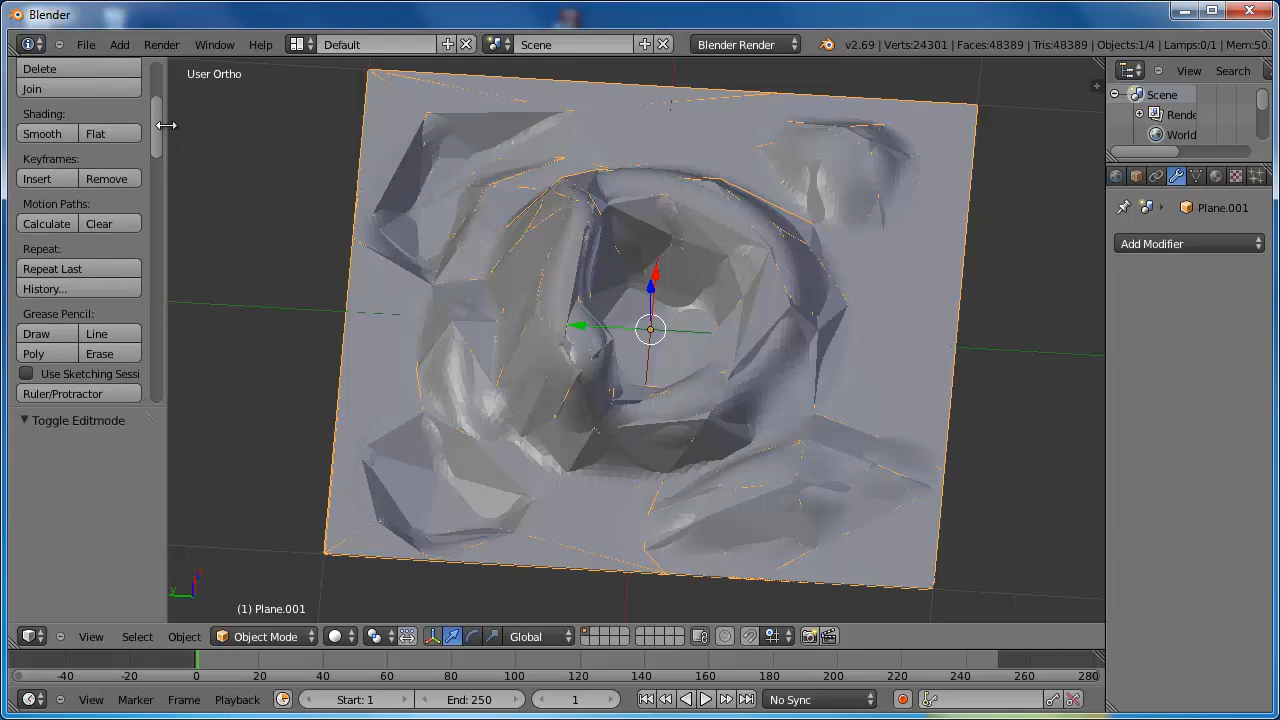 Blender
File Add Render Window Help Default Scene Blender Render v2.69 | Verts:24301 | Faces:48389 | Tris:48389 | Objects:1/4 | Lamps:0/1 | Mem:50.
Delete
Join
Shading:
Smooth Flat
Keyframes:
Insert Remove
Motion Paths:
Calculate Clear
Repeat:
Repeat Last
History...
Grease Pencil:
Draw Line
Poly Erase
Use Sketching Sessi
Ruler/Protractor
Toggle Editmode
User Ortho
y
(1) Plane.001
View Search
Scene
Rende
World
Plane.001
Add Modifier
View Select Object Object Mode Global
-40 -20 0 20 40 60 80 100 120 140 160 180 200 220 240 260 280
View Marker Frame Playback Start: 1 End: 250 1 No Sync